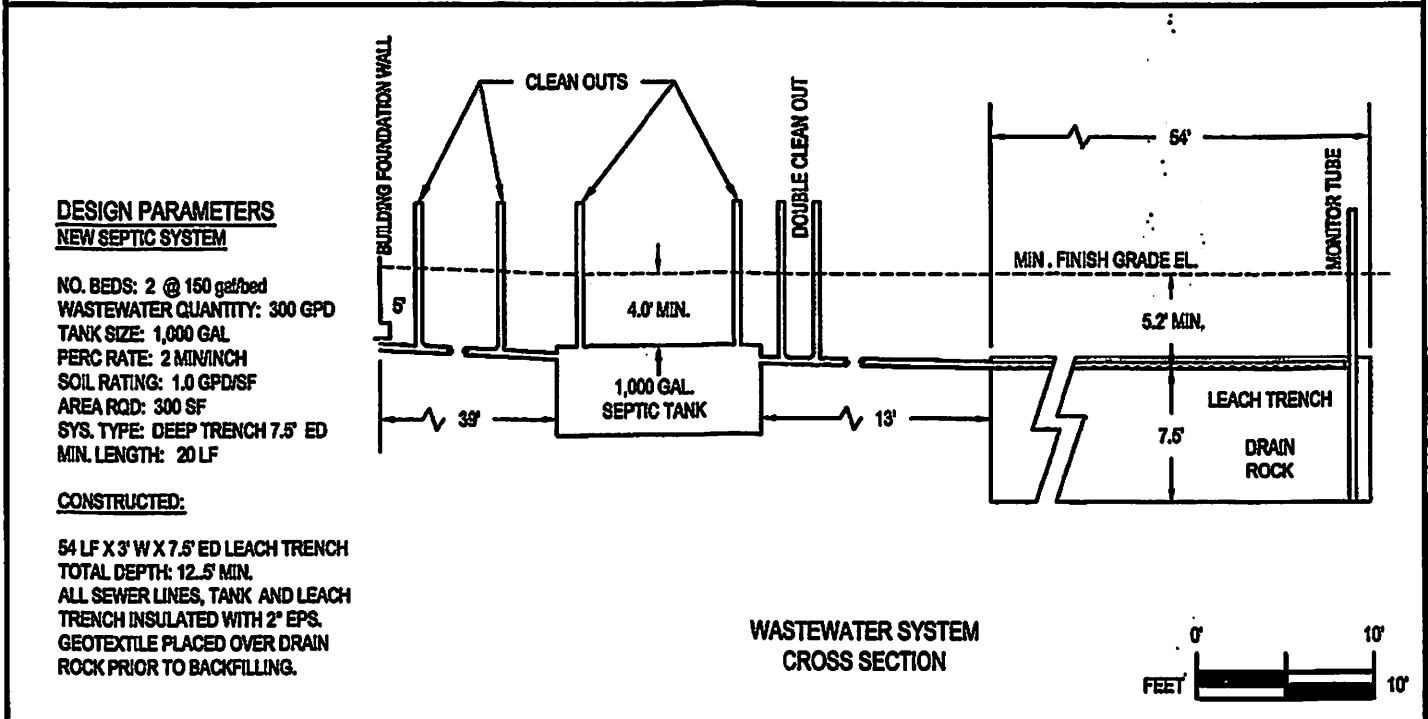 BUILDING FOUNDATION WALL
CLEAN OUTS
DOUBLE CLEAN OUT
54'
MONITOR TUBE
DESIGN PARAMETERS
NEW SEPTIC SYSTEM
NO. BEDS: 2 @ 150 gal/bed
WASTEWATER QUANTITY: 300 GPD
TANK SIZE: 1,000 GAL
PERC RATE: 2 MIN/INCH
SOIL RATING: 1.0 GPD/SF
AREA RQD: 300 SF
SYS. TYPE: DEEP TRENCH 7.5' ED
MIN. LENGTH: 20 LF
CONSTRUCTED:
54 LF X 3' W X 7.5' ED LEACH TRENCH
TOTAL DEPTH: 12..5' MIN.
ALL SEWER LINES, TANK AND LEACH
TRENCH INSULATED WITH 2" EPS.
GEOTEXTILE PLACED OVER DRAIN
ROCK PRIOR TO BACKFILLING.
MIN. FINISH GRADE EL.
5'
4.0' MIN.
5.2' MIN.
1,000 GAL.
SEPTIC TANK
LEACH TRENCH
39'
13'
7.5'
DRAIN
ROCK
WASTEWATER SYSTEM
CROSS SECTION
0' 10'
FEET 10'